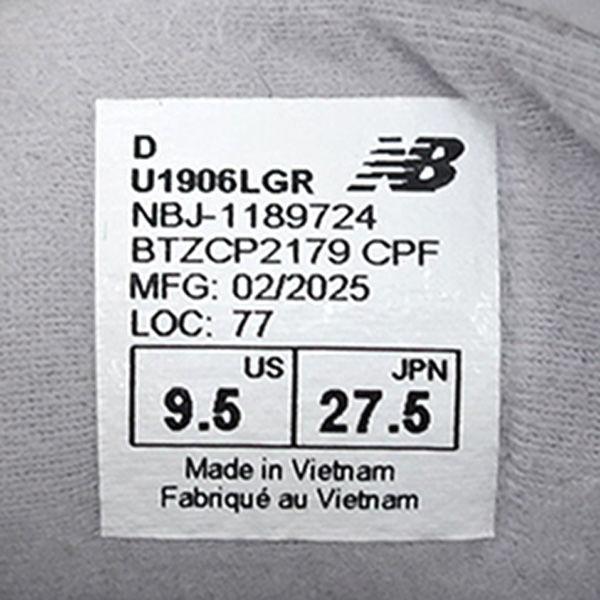 D
U1906LGR
NBJ-1189724
BTZCP2179 CPF
MFG: 02/2025
LOC: 77
US
9.5
JPN
27.5
Made in Vietnam
Fabriqué au Vietnam